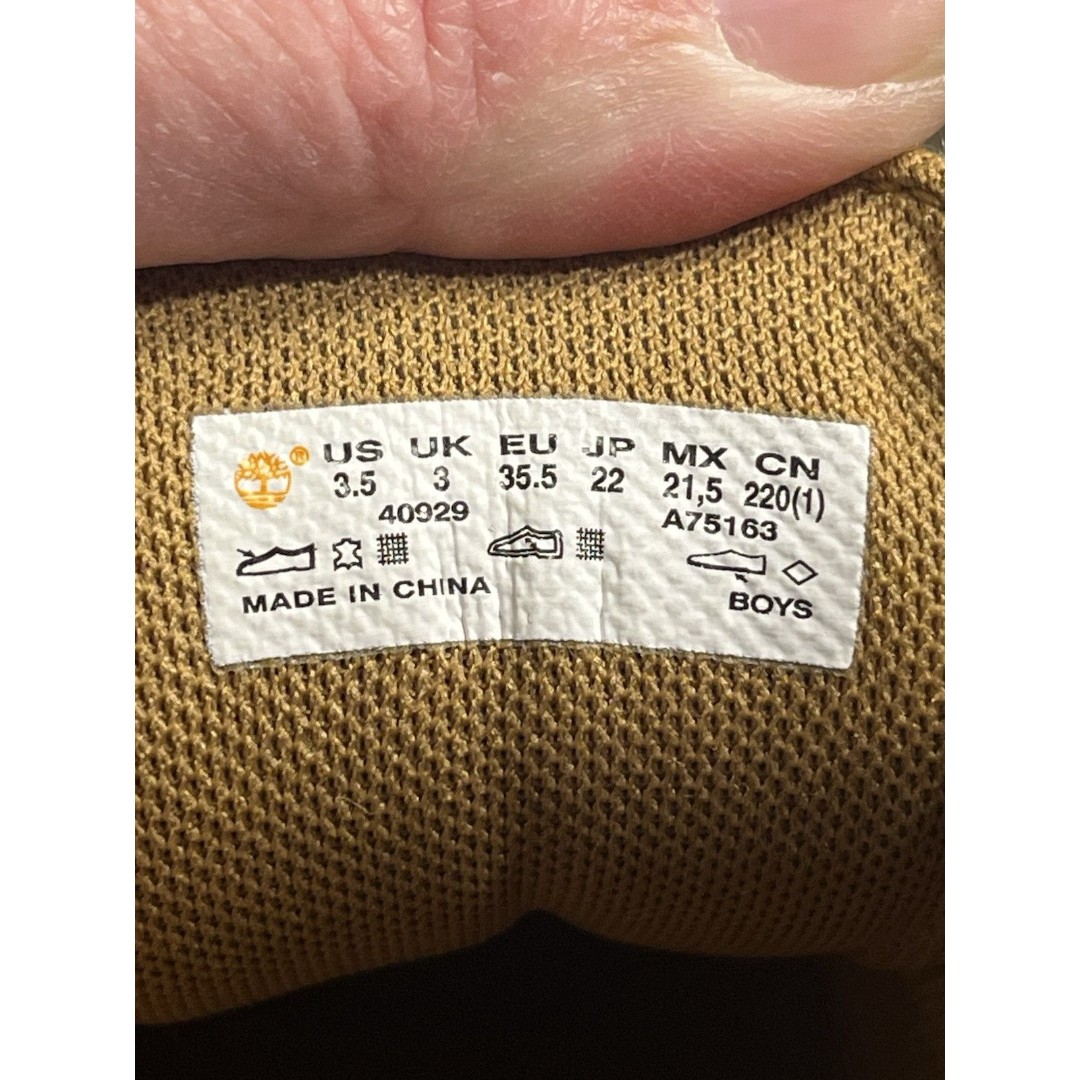 ® US UK EU JP MX CN
3.5 3 35.5 22 21,5 220(1)
40929 A75163
MADE IN CHINA BOYS